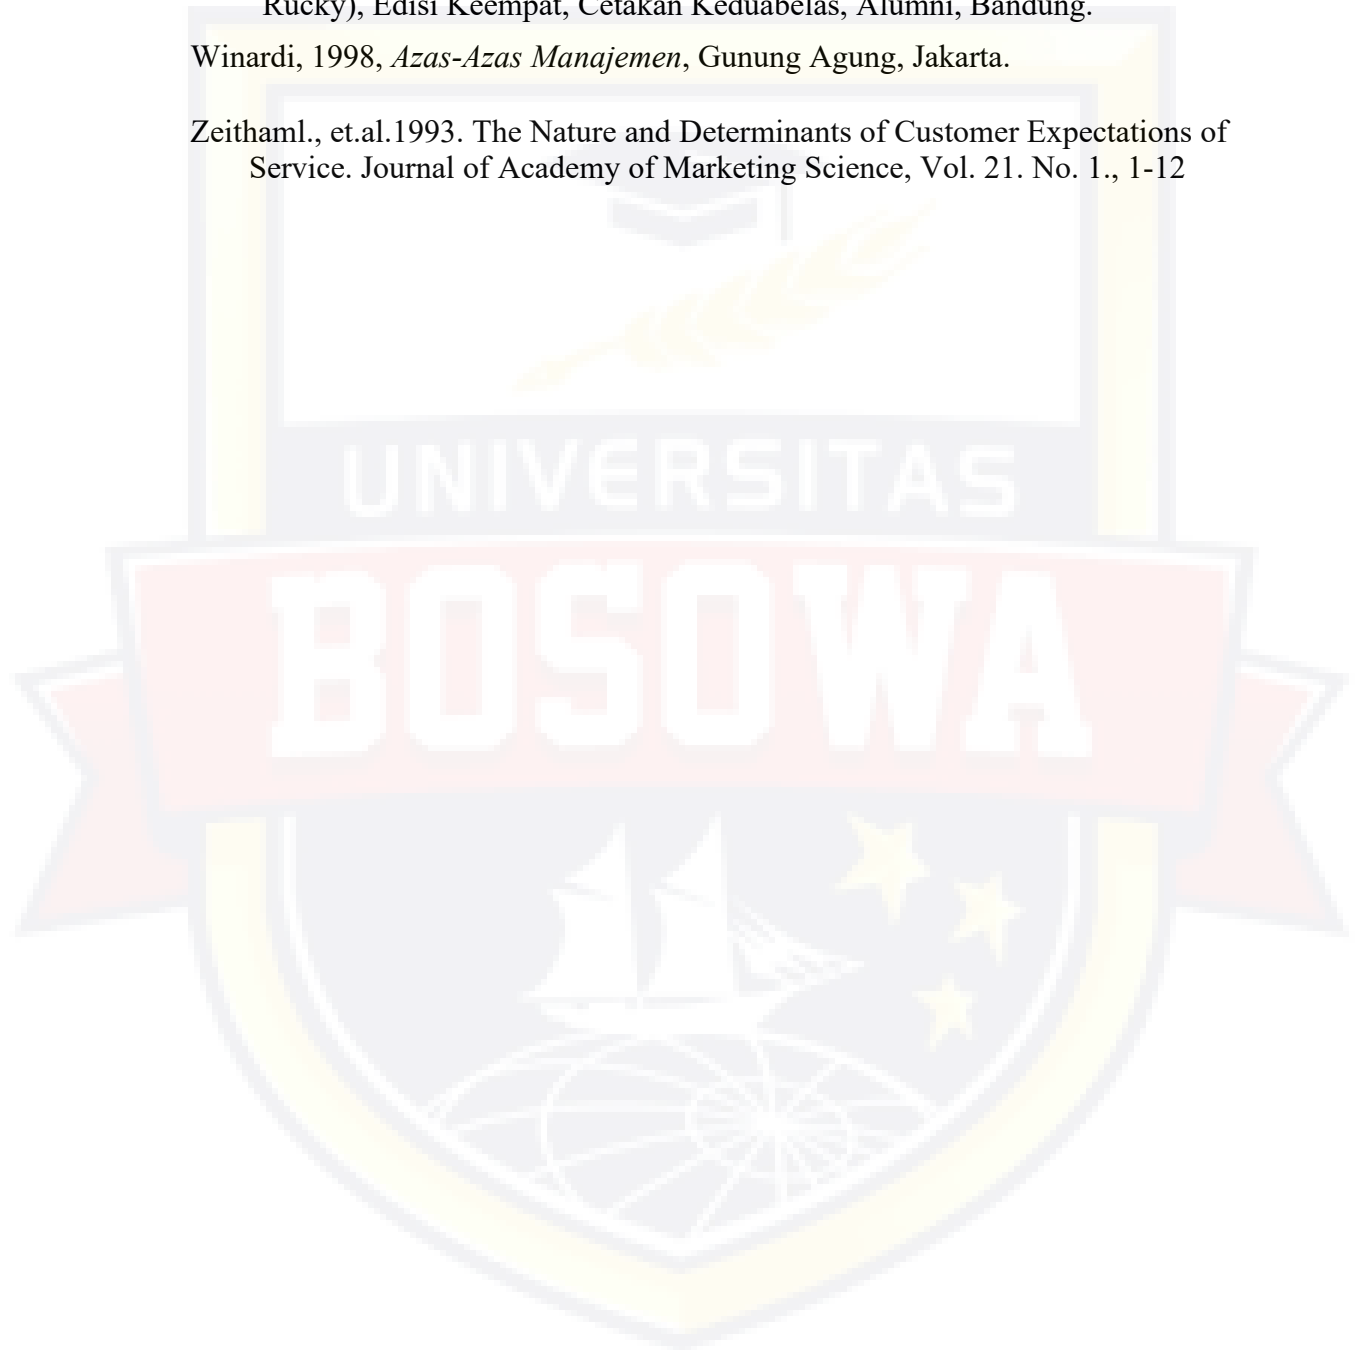 Rucky), Edisi Keempat, Cetakan Keduabelas, Alumni, Bandung.
Winardi, 1998, Azas-Azas Manajemen, Gunung Agung, Jakarta.
Zeithaml., et.al.1993. The Nature and Determinants of Customer Expectations of
Service. Journal of Academy of Marketing Science, Vol. 21. No. 1., 1-12
UNIVERSITAS
BOSOWA